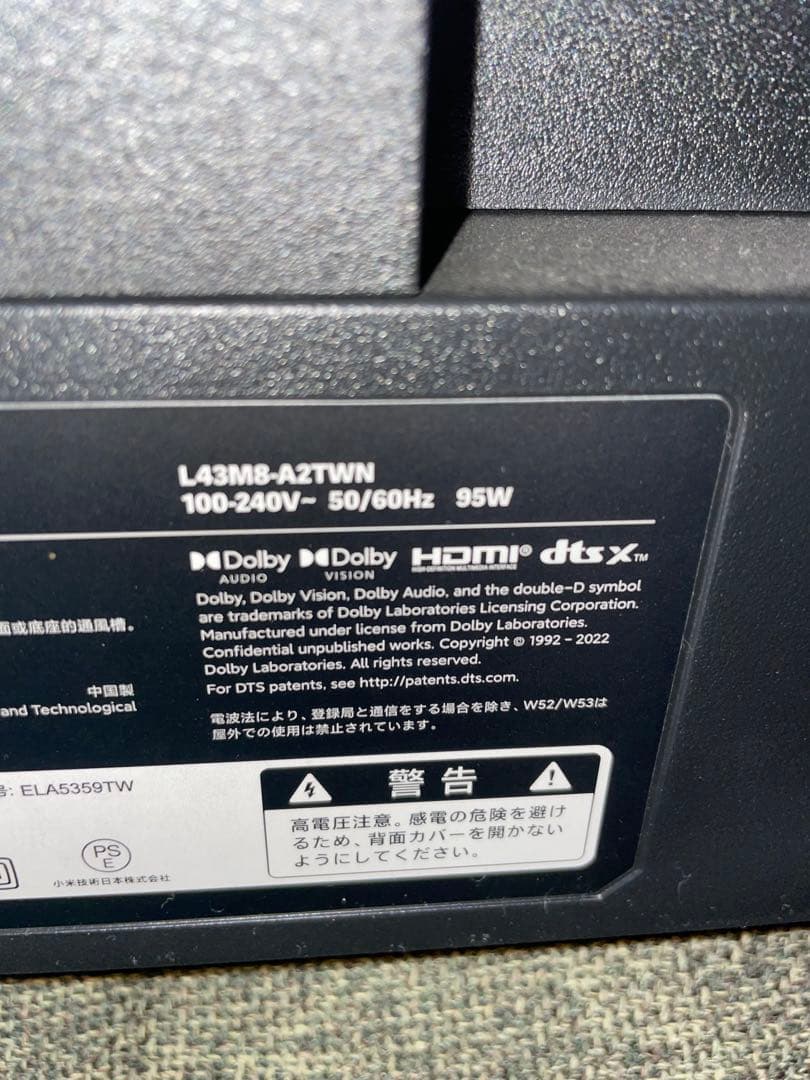 L43M8-A2TWN
100-240V~ 50/60Hz 95W
Dolby AUDIO Dolby VISION HDMI® dts X™
HIGH-DEFINITION MULTIMEDIA INTERFACE
Dolby, Dolby Vision, Dolby Audio, and the double-D symbol
are trademarks of Dolby Laboratories Licensing Corporation.
Manufactured under license from Dolby Laboratories.
Confidential unpublished works. Copyright © 1992 – 2022
Dolby Laboratories. All rights reserved.
For DTS patents, see http://patents.dts.com.
電波法により、登録局と通信をする場合を除き、W52/W53は
屋外での使用は禁止されています。
面或底座的通風槽。
中国製
and Technological
号: ELA5359TW
PS
E
小米技術日本株式会社
警告
高電圧注意。感電の危険を避け
るため、背面カバーを開かない
ようにしてください。